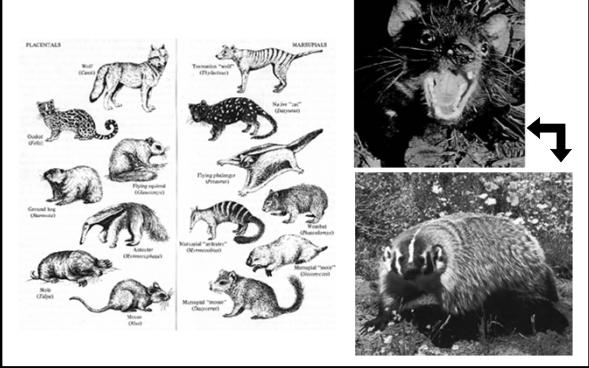 PLACENTALS
MARSUPIALS
Wolf
(Canis)
Tasmanian "wolf"
(Thylacinus)
Ocelot
(Felis)
Native "cat"
(Dasyurus)
Flying squirrel
(Glaucomys)
Flying phalanger
(Petaurus)
Ground hog
(Marmota)
Wombat
(Phascolomys)
Anteater
(Myrmecophaga)
Marsupial "anteater"
(Myrmecobius)
Mole
(Talpa)
Marsupial "mole"
(Notoryctes)
Mouse
(Mus)
Marsupial "mouse"
(Dasycercus)